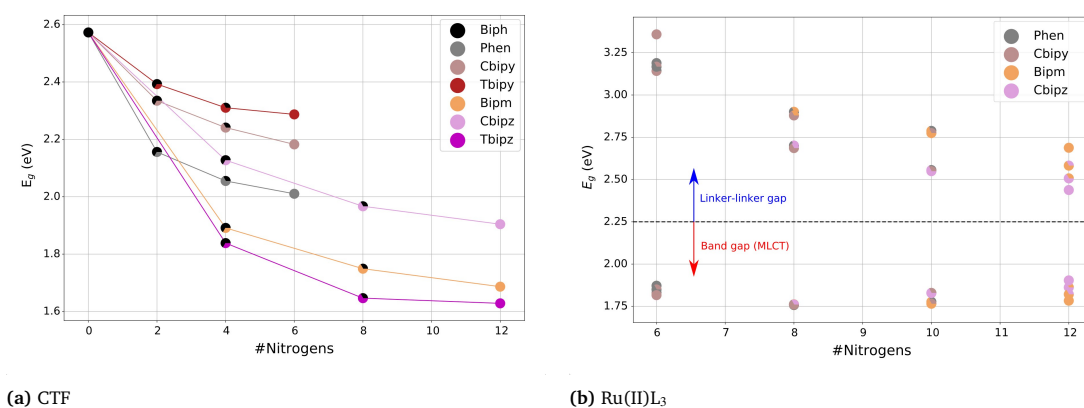 2.6
2.4
2.2
2.0
1.8
1.6
E_g (eV)
0 2 4 6 8 10 12
#Nitrogens
Biph
Phen
Cbipy
Tbipy
Bipm
Cbipz
Tbipz
(a) CTF
3.25
3.00
2.75
2.50
2.25
2.00
1.75
E_g (eV)
6 7 8 9 10 11 12
#Nitrogens
Phen
Cbipy
Bipm
Cbipz
Linker-linker gap
Band gap (MLCT)
(b) Ru(II)L₃